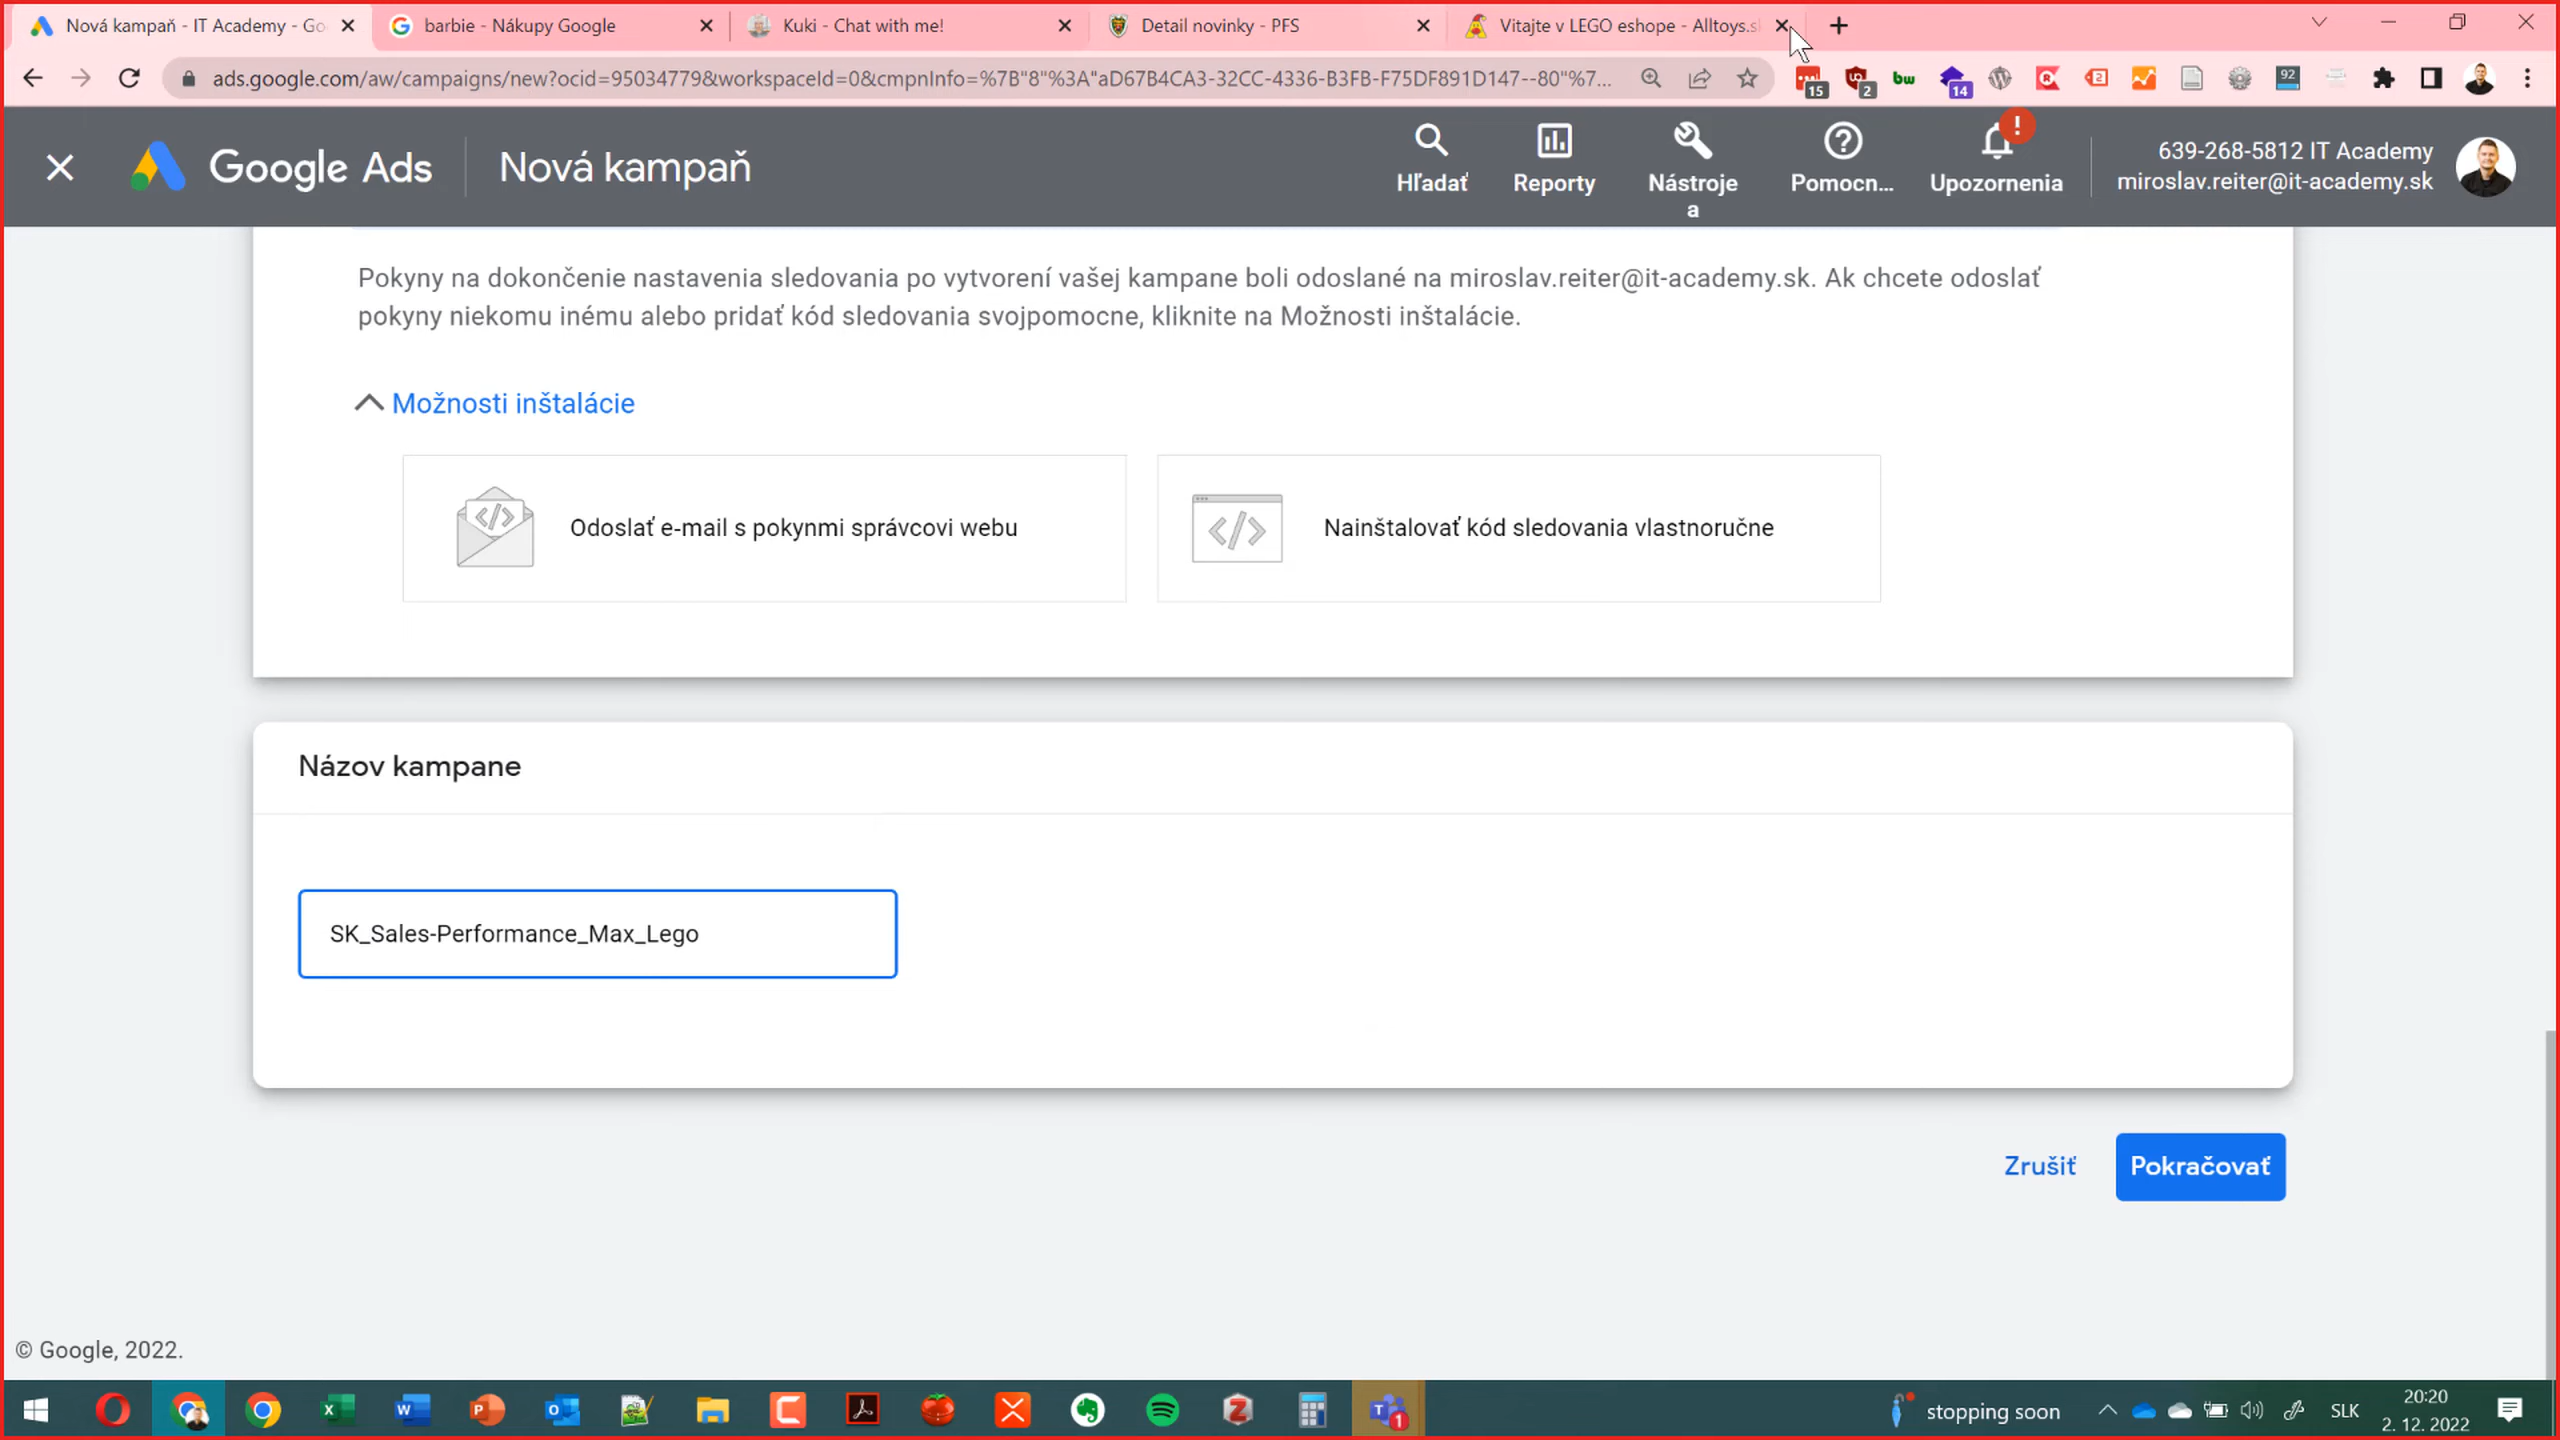 Nová kampaň - IT Academy - Go
barbie - Nákupy Google
Kuki - Chat with me!
Detail novinky - PFS
Vitajte v LEGO eshope - Alltoys.s
ads.google.com/aw/campaigns/new?ocid=95034779&workspaceId=0&cmpnInfo=%7B"8"%3A"aD67B4CA3-32CC-4336-B3FB-F75DF891D147--80"%7...
15
2
bw
14
92
Google Ads
Nová kampaň
Hľadať
Reporty
Nástroje
a
Pomocn...
!
Upozornenia
639-268-5812 IT Academy
miroslav.reiter@it-academy.sk
Pokyny na dokončenie nastavenia sledovania po vytvorení vašej kampane boli odoslané na miroslav.reiter@it-academy.sk. Ak chcete odoslať
pokyny niekomu inému alebo pridať kód sledovania svojpomocne, kliknite na Možnosti inštalácie.
Možnosti inštalácie
Odoslať e-mail s pokynmi správcovi webu
Nainštalovať kód sledovania vlastnoručne
Názov kampane
SK_Sales-Performance_Max_Lego
Zrušiť
Pokračovať
© Google, 2022.
stopping soon
SLK
20:20
2. 12. 2022